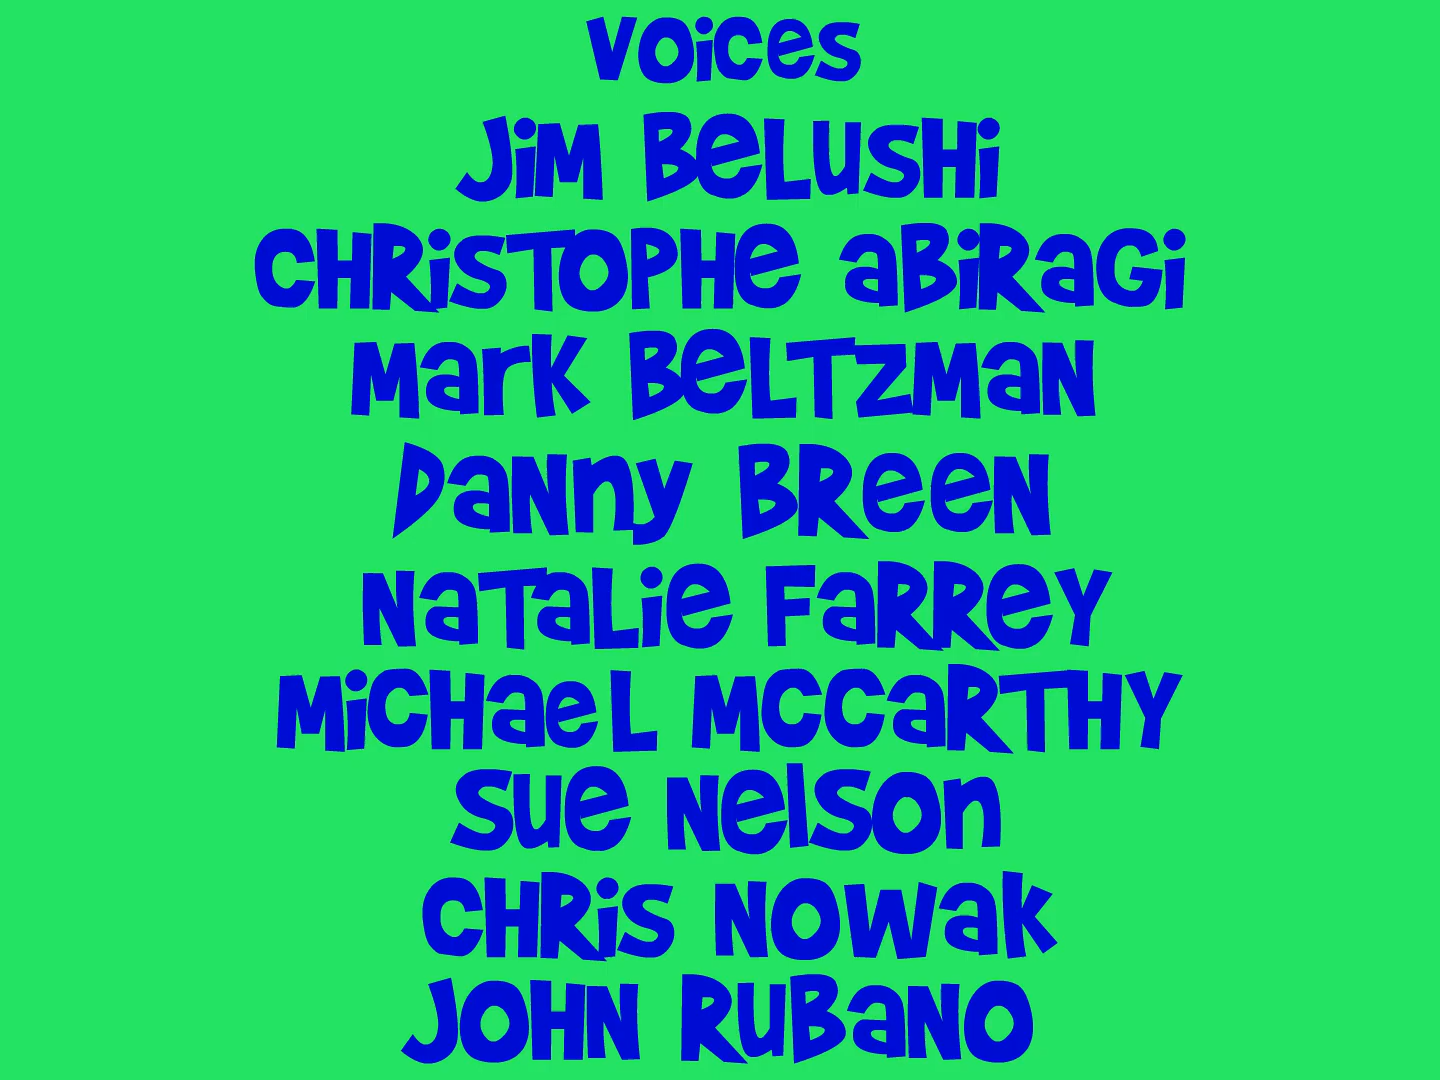 Voices
Jim Belushi
Christophe Abiragi
Mark Beltzman
Danny Breen
Natalie Farrey
Michael McCarthy
Sue Nelson
Chris Nowak
John Rubano